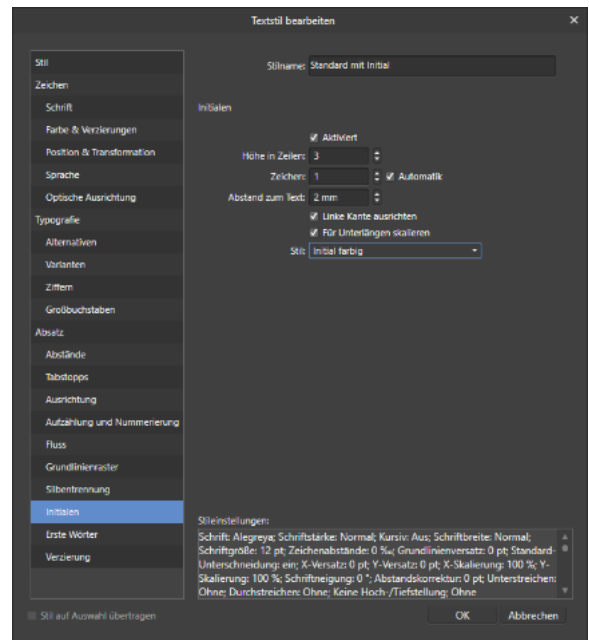 Textstil bearbeiten
Stil
Zeichen
Schrift
Farbe & Verzierungen
Position & Transformation
Sprache
Optische Ausrichtung
Typografie
Alternativen
Varianten
Ziffern
Großbuchstaben
Absatz
Abstände
Tabstopps
Ausrichtung
Aufzählung und Nummerierung
Fluss
Grundlinienraster
Silbentrennung
Initialen
Erste Wörter
Verzierung
Stilname: Standard mit Initial
Initialen
Aktiviert
Höhe in Zeilen: 3
Zeichen: 1 Automatik
Abstand zum Text: 2 mm
Linke Kante ausrichten
Für Unterlängen skalieren
Stil: Initial farbig
Stileinstellungen:
Schrift: Alegreya; Schriftstärke: Normal; Kursiv: Aus; Schriftbreite: Normal;
Schriftgröße: 12 pt; Zeichenabstände: 0 ‰; Grundlinienversatz: 0 pt; Standard-
Unterschneidung: ein; X-Versatz: 0 pt; Y-Versatz: 0 pt; X-Skalierung: 100 %; Y-
Skalierung: 100 %; Schriftneigung: 0 °; Abstandskorrektur: 0 pt; Unterstreichen:
Ohne; Durchstreichen: Ohne; Keine Hoch-/Tiefstellung; Ohne
Stil auf Auswahl übertragen
OK Abbrechen